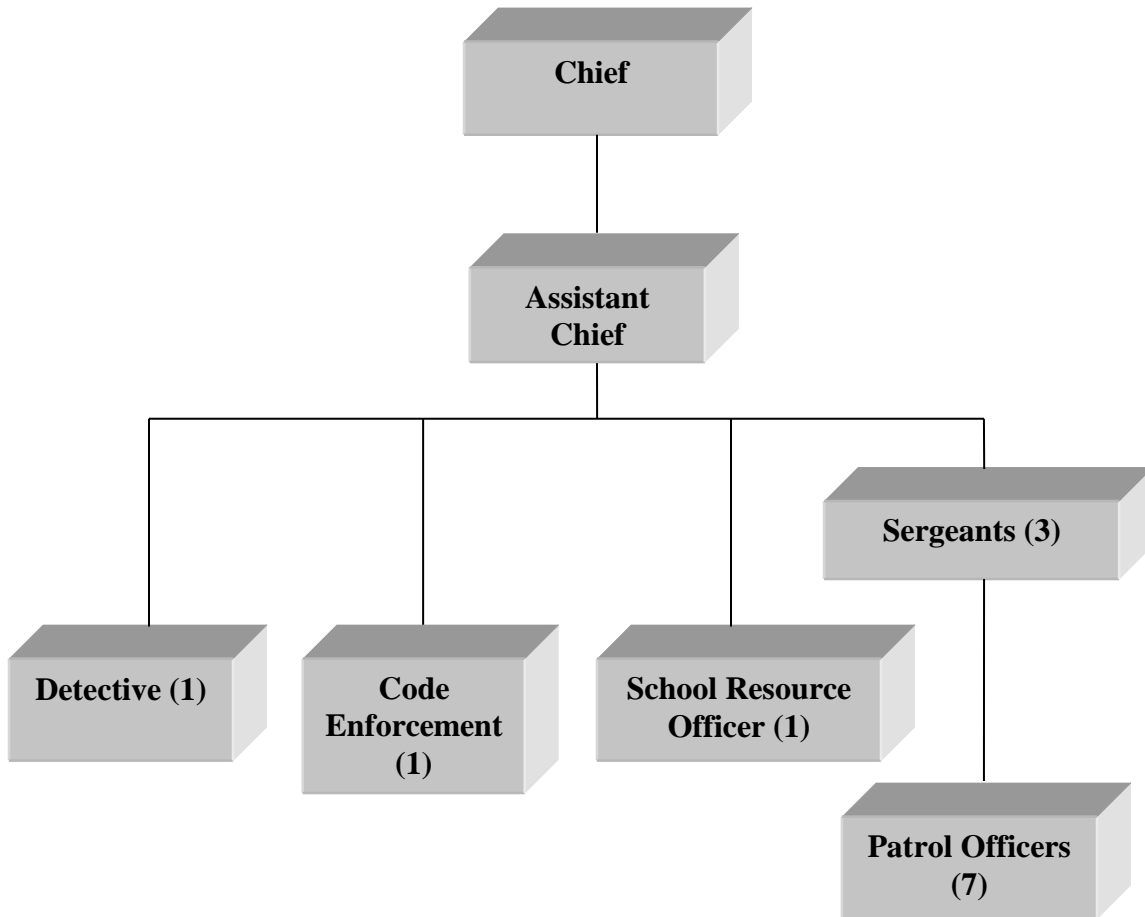 Chief
Assistant
Chief
Sergeants (3)
Detective (1)
Code
Enforcement
(1)
School Resource
Officer (1)
Patrol Officers
(7)